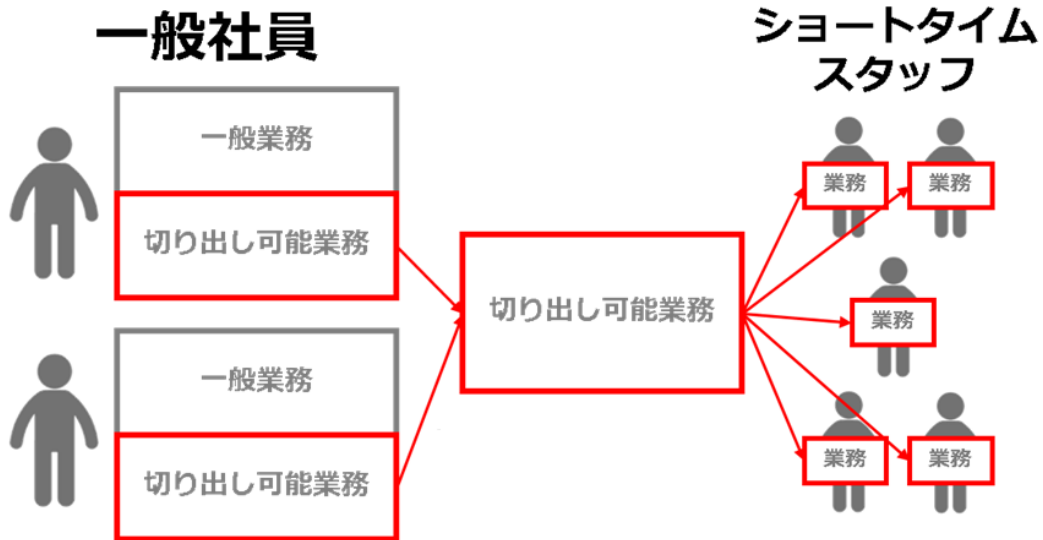 一般社員
ショートタイム
スタッフ
一般業務
切り出し可能業務
一般業務
切り出し可能業務
切り出し可能業務
業務
業務
業務
業務
業務